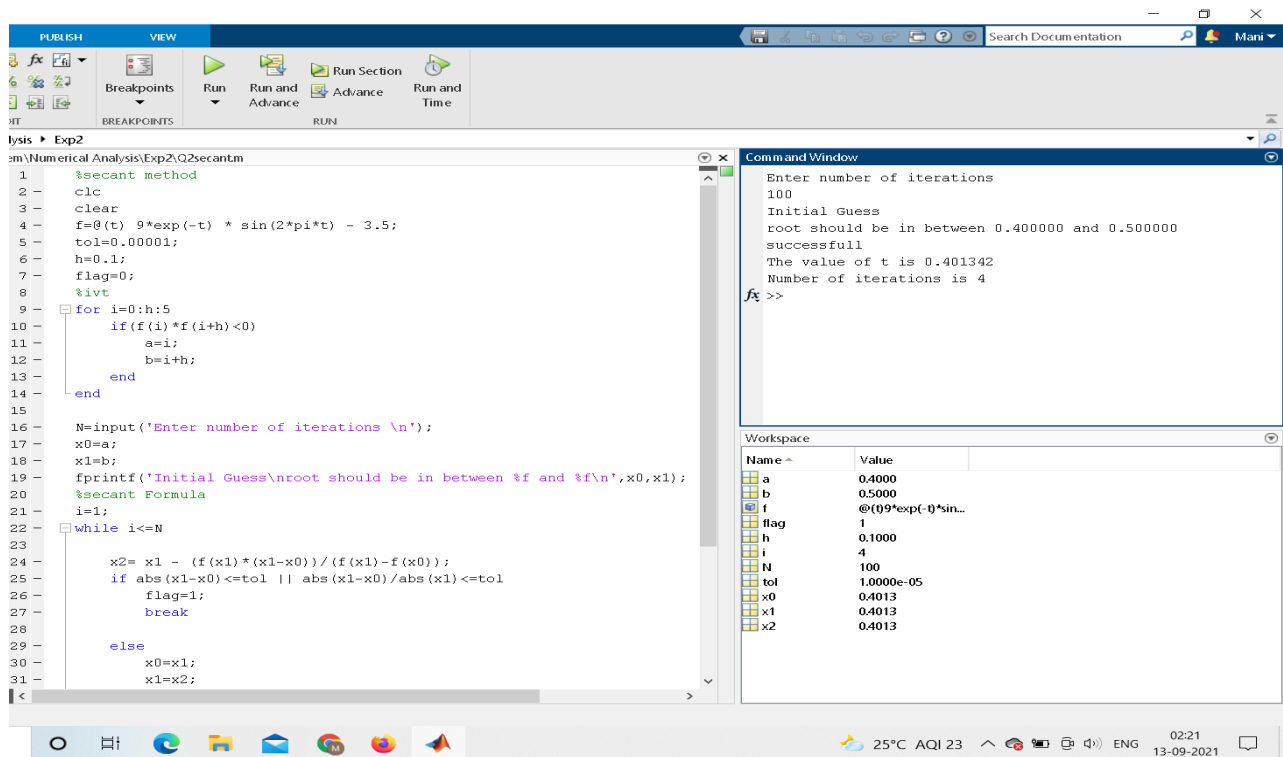 PUBLISH VIEW
Search Documentation Mani
fx
Breakpoints Run Run and Advance Run Section Advance Run and Time
BREAKPOINTS RUN
lysis ▸ Exp2
em\Numerical Analysis\Exp2\Q2secant.m
1 %secant method
2 – clc
3 – clear
4 – f=@(t) 9*exp(-t) * sin(2*pi*t) - 3.5;
5 – tol=0.00001;
6 – h=0.1;
7 – flag=0;
8 %ivt
9 – for i=0:h:5
10 – if(f(i)*f(i+h)<0)
11 – a=i;
12 – b=i+h;
13 – end
14 – end
15
16 – N=input('Enter number of iterations \n');
17 – x0=a;
18 – x1=b;
19 – fprintf('Initial Guess\nroot should be in between %f and %f\n',x0,x1);
20 %secant Formula
21 – i=1;
22 – while i<=N
23
24 – x2= x1 - (f(x1)*(x1-x0))/(f(x1)-f(x0));
25 – if abs(x1-x0)<=tol || abs(x1-x0)/abs(x1)<=tol
26 – flag=1;
27 – break
28
29 – else
30 – x0=x1;
31 – x1=x2;
Command Window
Enter number of iterations
100
Initial Guess
root should be in between 0.400000 and 0.500000
successfull
The value of t is 0.401342
Number of iterations is 4
fx >>
Workspace
Name Value
a 0.4000
b 0.5000
f @(t)9*exp(-t)*sin...
flag 1
h 0.1000
i 4
N 100
tol 1.0000e-05
x0 0.4013
x1 0.4013
x2 0.4013
25°C AQI 23 ENG 02:21
13-09-2021